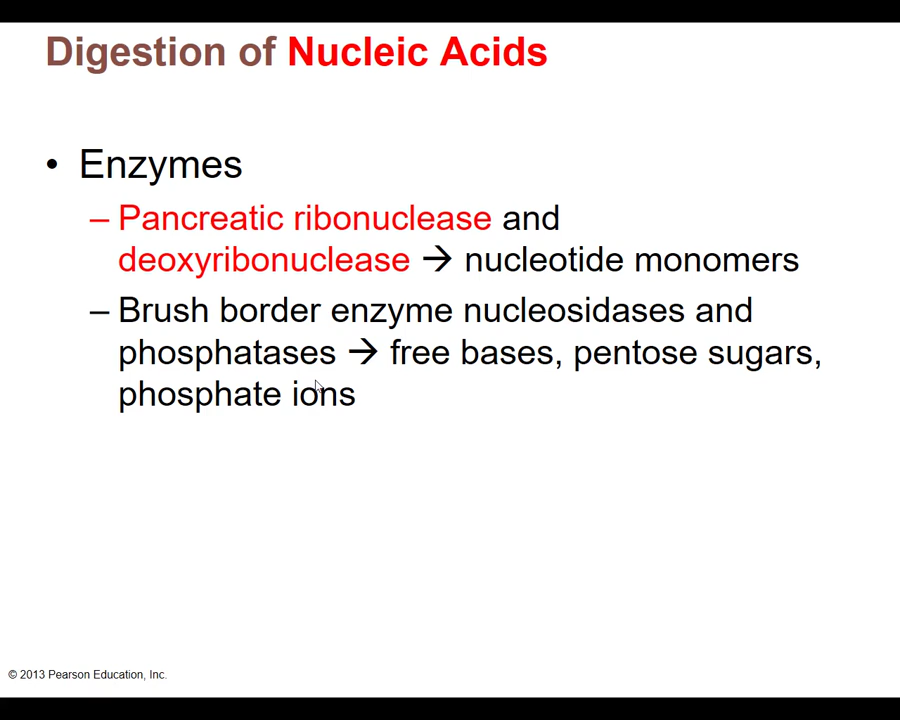 Digestion of Nucleic Acids
• Enzymes
– Pancreatic ribonuclease and
deoxyribonuclease → nucleotide monomers
– Brush border enzyme nucleosidases and
phosphatases → free bases, pentose sugars,
phosphate ions
© 2013 Pearson Education, Inc.